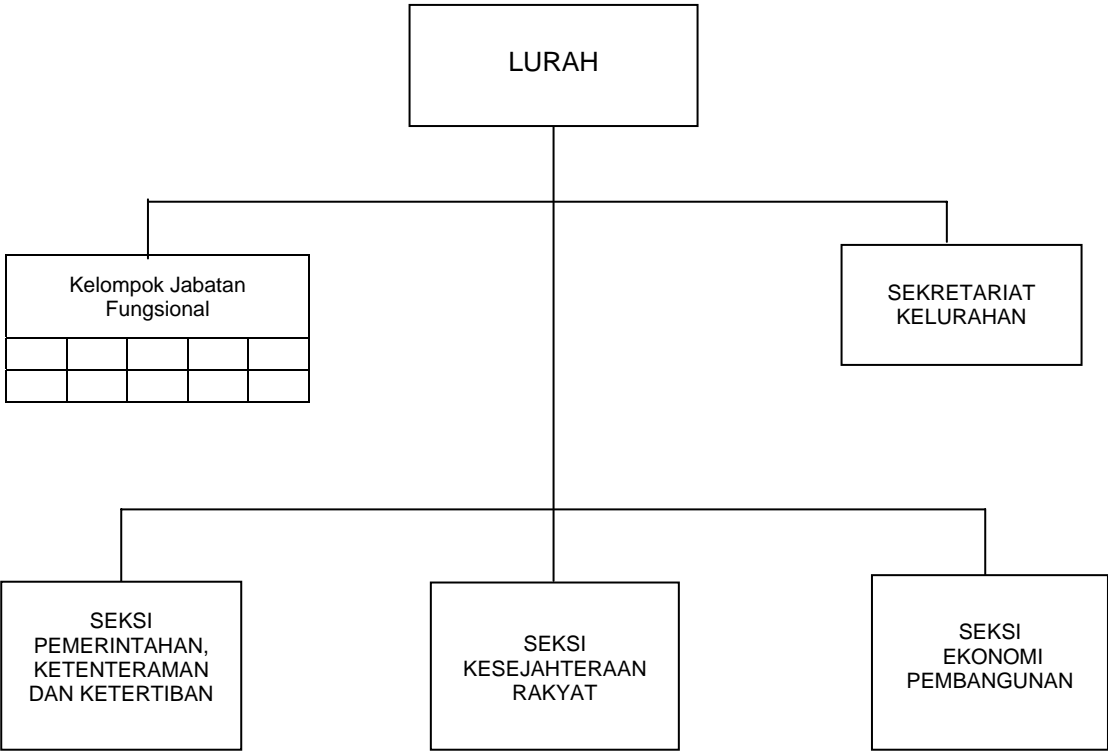 LURAH
Kelompok Jabatan
Fungsional
SEKRETARIAT
KELURAHAN
SEKSI
PEMERINTAHAN,
KETENTERAMAN
DAN KETERTIBAN
SEKSI
KESEJAHTERAAN
RAKYAT
SEKSI
EKONOMI
PEMBANGUNAN